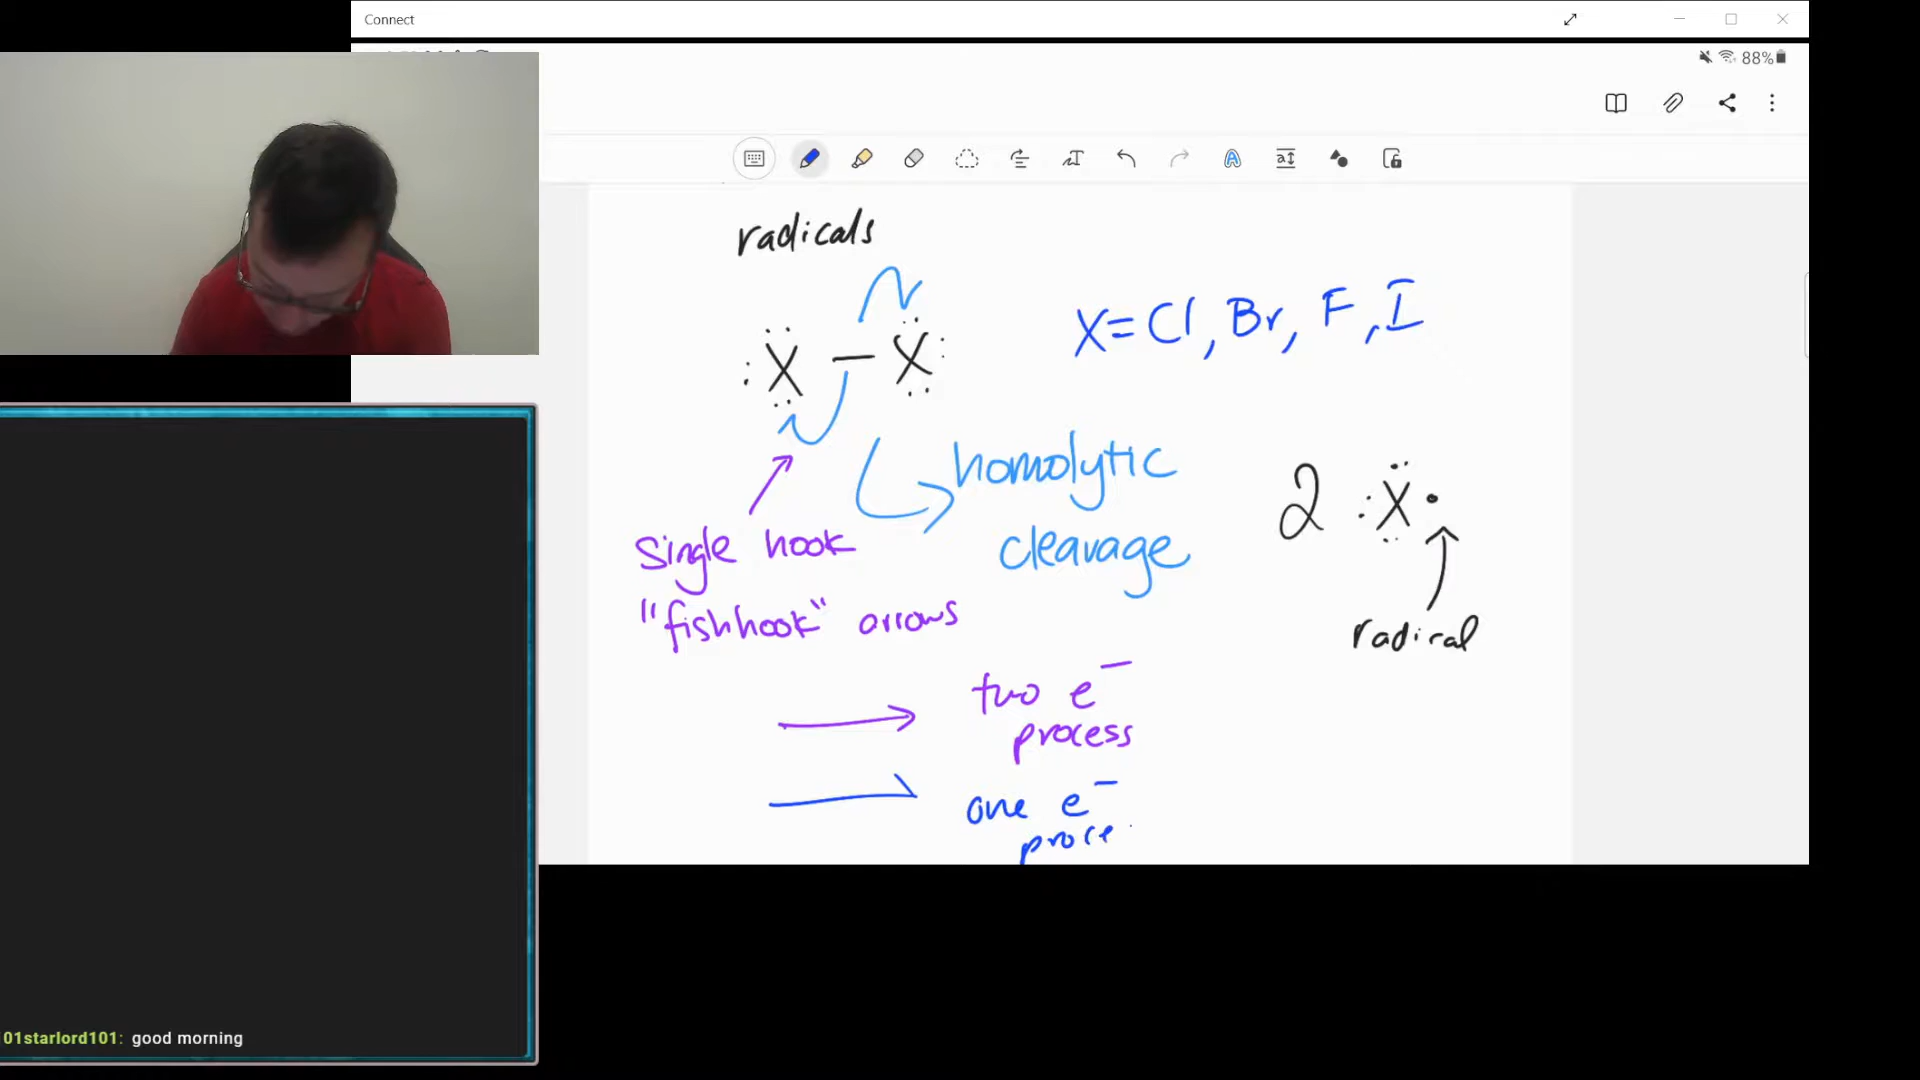 Connect
88%
radicals
X — X
X = Cl, Br, F, I
homolytic
cleavage
2 X •
radical
single hook
"fishhook" arrows
two e⁻
process
one e⁻
proce
01starlord101: good morning